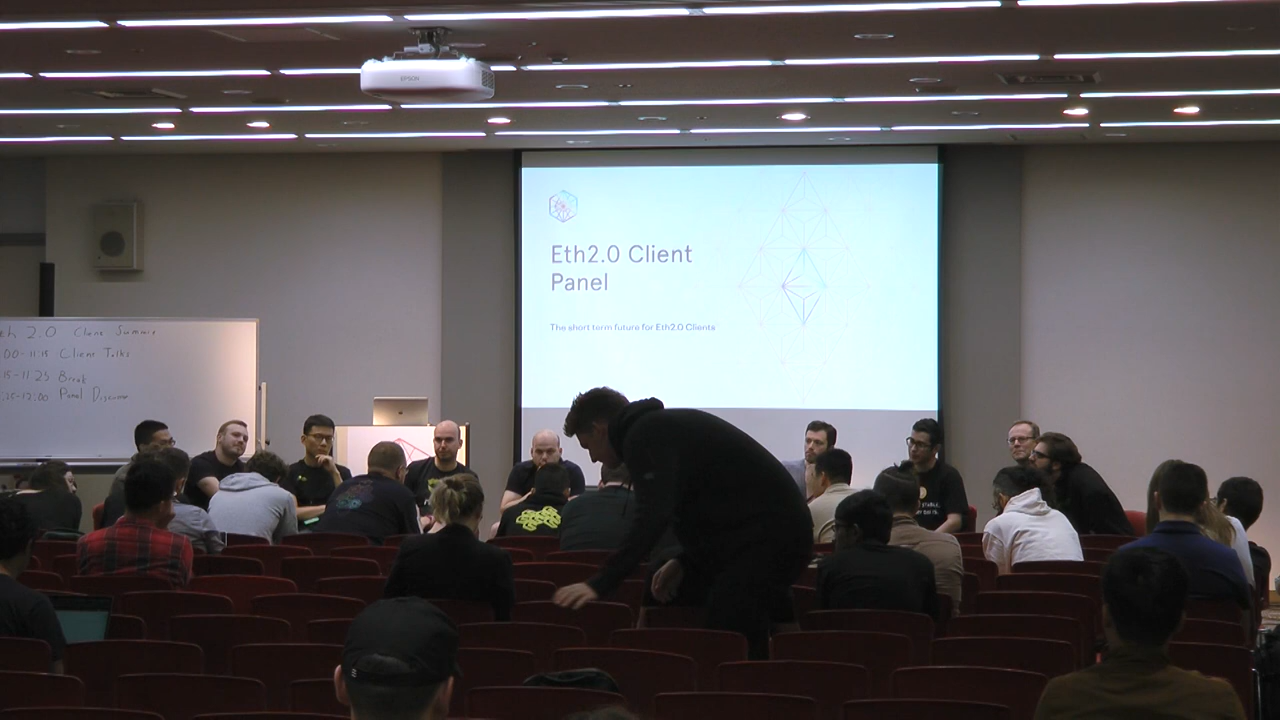 EPSON
Eth2.0 Client
Panel
The short term future for Eth2.0 Clients
eh 2.0 Client Summit
00-11:15 Client Talks
:15-11:25 Break
:25-12:00 Panel